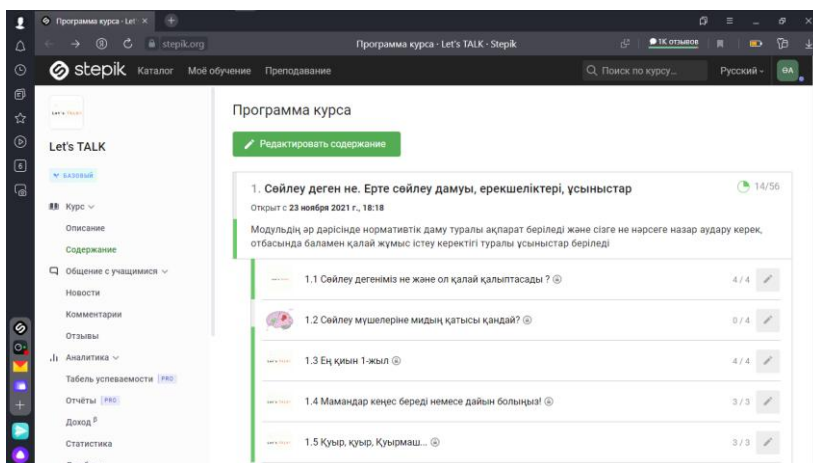 Программа курса · Let'
stepik.org
Программа курса · Let's TALK · Stepik
1K отзывов
stepik
Каталог
Моё обучение
Преподавание
Поиск по курсу...
Русский
ӨА
Let's TALK
БАЗОВЫЙ
Курс
Описание
Содержание
Общение с учащимися
Новости
Комментарии
Отзывы
Аналитика
Табель успеваемости PRO
Отчёты PRO
Доход β
Статистика
Программа курса
Редактировать содержание
1. Сөйлеу деген не. Ерте сөйлеу дамуы, ерекшеліктері, ұсыныстар
14/56
Открыт с 23 ноября 2021 г., 18:18
Модульдің әр дәрісінде нормативтік даму туралы ақпарат беріледі және сізге не нәрсеге назар аудару керек,
отбасында баламен қалай жұмыс істеу керектігі туралы ұсыныстар беріледі
1.1 Сөйлеу дегеніміз не және ол қалай қалыптасады ?
4 / 4
1.2 Сөйлеу мүшелеріне мидың қатысы қандай?
0 / 4
1.3 Ең қиын 1-жыл
4 / 4
1.4 Мамандар кеңес береді немесе дайын болыңыз!
3 / 3
1.5 Қуыр, қуыр, Қуырмаш...
3 / 3